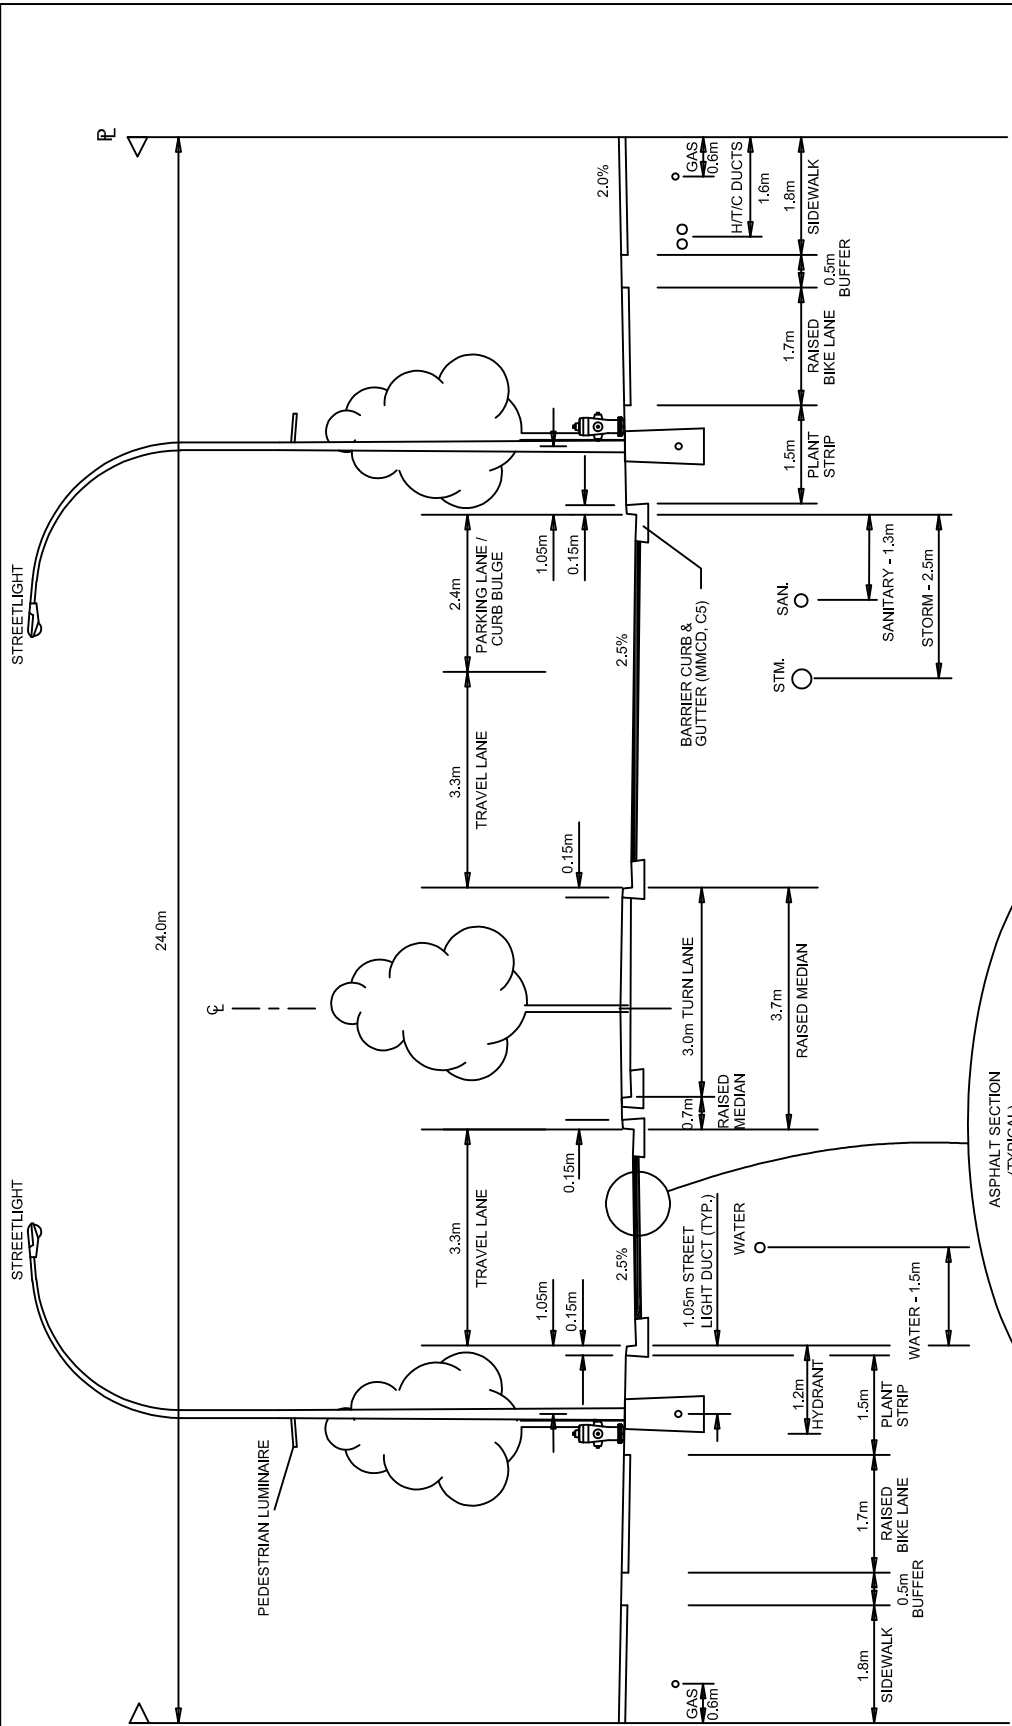 STREETLIGHT
STREETLIGHT
℄
24.0m
℄
PEDESTRIAN LUMINAIRE
3.3m
TRAVEL LANE
3.3m
TRAVEL LANE
2.4m
PARKING LANE /
CURB BULGE
1.05m
0.15m
0.15m
0.15m
1.05m
0.15m
2.5%
2.5%
2.0%
GAS
0.6m
1.05m STREET
LIGHT DUCT (TYP.)
WATER
0.7m
RAISED
MEDIAN
3.0m TURN LANE
3.7m
RAISED MEDIAN
BARRIER CURB &
GUTTER (MMCD, C5)
STM.
SAN.
GAS
0.6m
H/T/C DUCTS
1.6m
1.8m
SIDEWALK
0.5m
BUFFER
1.7m
RAISED
BIKE LANE
1.2m
HYDRANT
1.5m
PLANT
STRIP
1.5m
PLANT
STRIP
1.7m
RAISED
BIKE LANE
0.5m
BUFFER
1.8m
SIDEWALK
WATER - 1.5m
SANITARY - 1.3m
STORM - 2.5m
ASPHALT SECTION